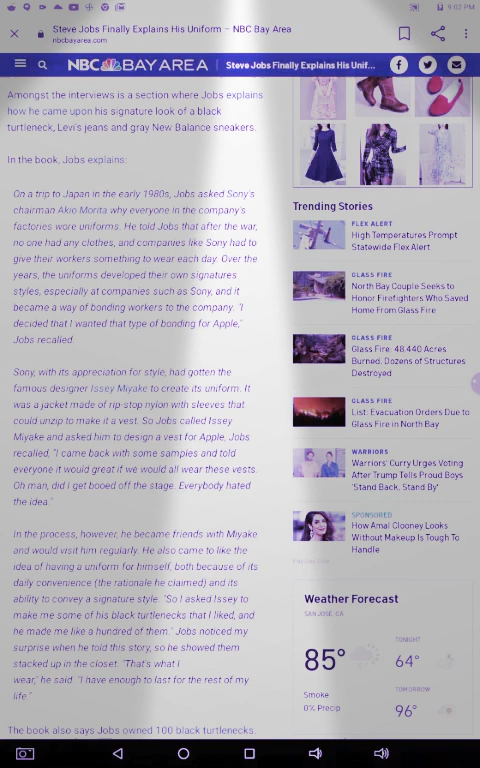 9:02 PM
Steve Jobs Finally Explains His Uniform – NBC Bay Area
nbcbayarea.com
NBC BAY AREA
Steve Jobs Finally Explains His Unif...
Amongst the interviews is a section where Jobs explains
how he came upon his signature look of a black
turtleneck, Levi's jeans and gray New Balance sneakers.
In the book, Jobs explains:
On a trip to Japan in the early 1980s, Jobs asked Sony's
chairman Akio Morita why everyone in the company's
factories wore uniforms. He told Jobs that after the war,
no one had any clothes, and companies like Sony had to
give their workers something to wear each day. Over the
years, the uniforms developed their own signatures
styles, especially at companies such as Sony, and it
became a way of bonding workers to the company. "I
decided that I wanted that type of bonding for Apple,"
Jobs recalled.
Sony, with its appreciation for style, had gotten the
famous designer Issey Miyake to create its uniform. It
was a jacket made of rip-stop nylon with sleeves that
could unzip to make it a vest. So Jobs called Issey
Miyake and asked him to design a vest for Apple, Jobs
recalled, "I came back with some samples and told
everyone it would great if we would all wear these vests.
Oh man, did I get booed off the stage. Everybody hated
the idea."
In the process, however, he became friends with Miyake
and would visit him regularly. He also came to like the
idea of having a uniform for himself, both because of its
daily convenience (the rationale he claimed) and its
ability to convey a signature style. "So I asked Issey to
make me some of his black turtlenecks that I liked, and
he made me like a hundred of them." Jobs noticed my
surprise when he told this story, so he showed them
stacked up in the closet. "That's what I
wear," he said. "I have enough to last for the rest of my
life."
The book also says Jobs owned 100 black turtlenecks.
Trending Stories
FLEX ALERT
High Temperatures Prompt
Statewide Flex Alert
GLASS FIRE
North Bay Couple Seeks to
Honor Firefighters Who Saved
Home From Glass Fire
GLASS FIRE
Glass Fire: 48,440 Acres
Burned, Dozens of Structures
Destroyed
GLASS FIRE
List: Evacuation Orders Due to
Glass Fire in North Bay
WARRIORS
Warriors' Curry Urges Voting
After Trump Tells Proud Boys
'Stand Back, Stand By'
SPONSORED
How Amal Clooney Looks
Without Makeup Is Tough To
Handle
Weather Forecast
SAN JOSE, CA
85°
Smoke
0% Precip
TONIGHT
64°
TOMORROW
96°